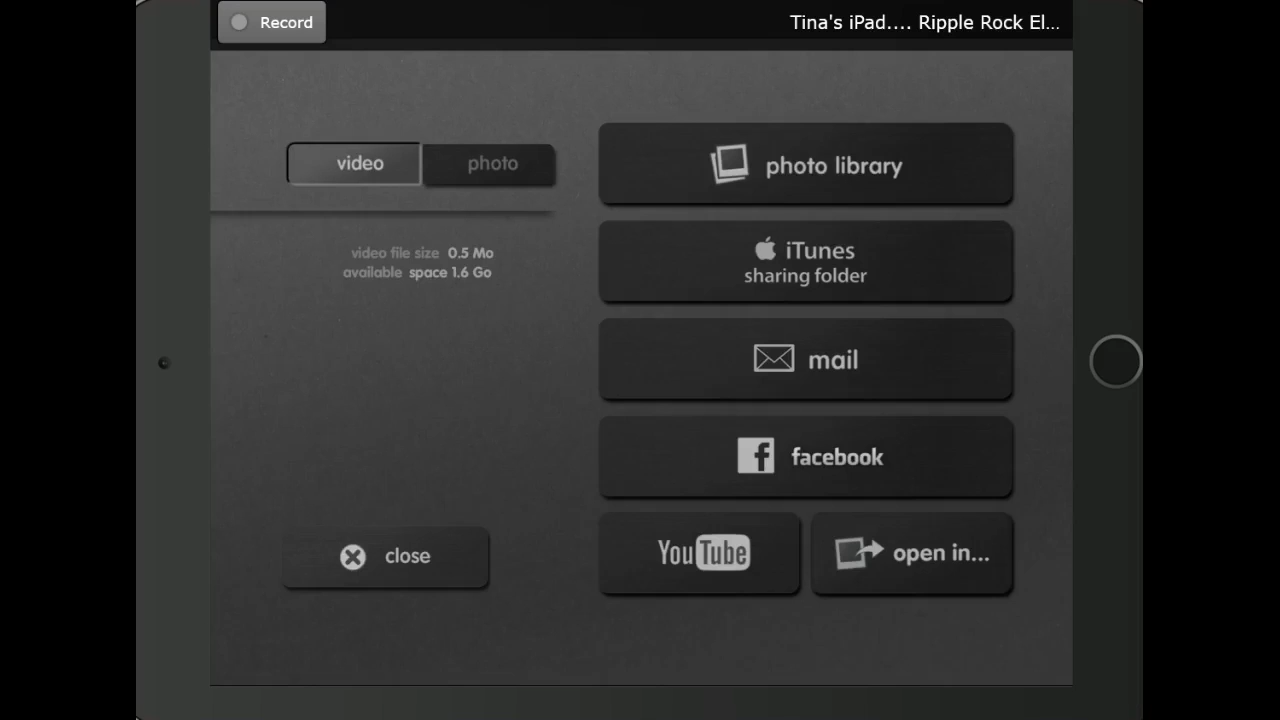 Record
Tina's iPad.... Ripple Rock El...
video
photo
video file size 0.5 Mo
available space 1.6 Go
close
photo library
iTunes
sharing folder
mail
facebook
YouTube
open in...